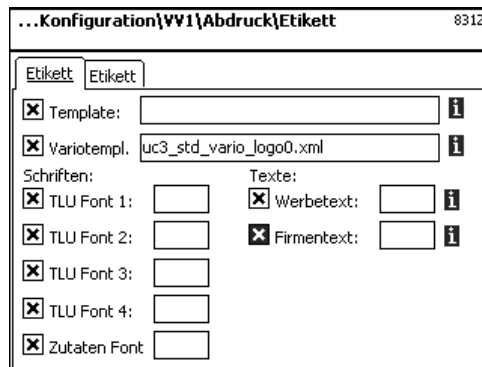 ...Konfiguration\VV1\Abdruck\Etikett 8312
Etikett Etikett
Template: i
Variotempl. uc3_std_vario_logo0.xml i
Schriften: Texte:
TLU Font 1: Werbetext: i
TLU Font 2: Firmentext: i
TLU Font 3:
TLU Font 4:
Zutaten Font